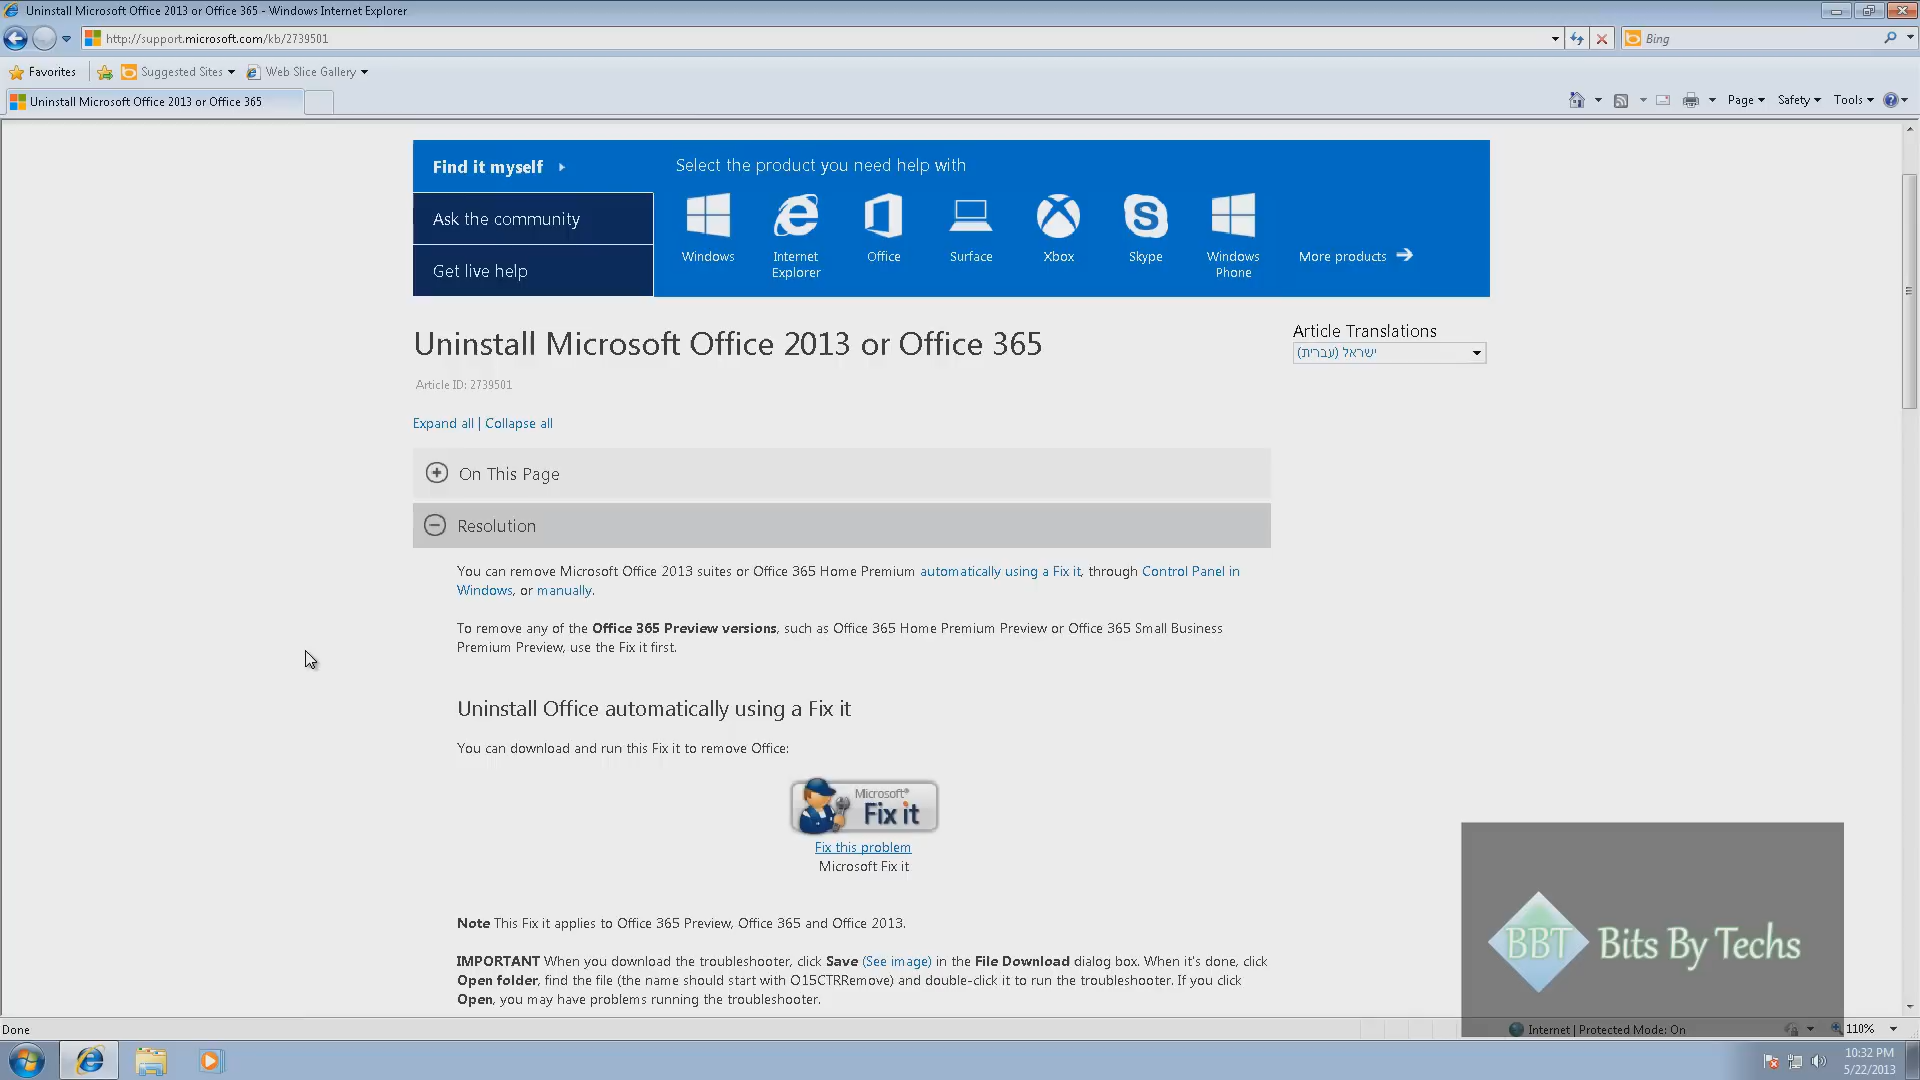 Uninstall Microsoft Office 2013 or Office 365 - Windows Internet Explorer
http://support.microsoft.com/kb/2739501
Bing
Favorites
Suggested Sites
Web Slice Gallery
Uninstall Microsoft Office 2013 or Office 365
Page
Safety
Tools
Find it myself
Select the product you need help with
Ask the community
Get live help
Windows
Internet Explorer
Office
Surface
Xbox
Skype
Windows Phone
More products
Uninstall Microsoft Office 2013 or Office 365
Article Translations
ישראל (עברית)
Article ID: 2739501
Expand all | Collapse all
On This Page
Resolution
You can remove Microsoft Office 2013 suites or Office 365 Home Premium automatically using a Fix it, through Control Panel in
Windows, or manually.
To remove any of the Office 365 Preview versions, such as Office 365 Home Premium Preview or Office 365 Small Business
Premium Preview, use the Fix it first.
Uninstall Office automatically using a Fix it
You can download and run this Fix it to remove Office:
Microsoft®
Fix it
Fix this problem
Microsoft Fix it
Note This Fix it applies to Office 365 Preview, Office 365 and Office 2013.
IMPORTANT When you download the troubleshooter, click Save (See image) in the File Download dialog box. When it's done, click
Open folder, find the file (the name should start with O15CTRRemove) and double-click it to run the troubleshooter. If you click
Open, you may have problems running the troubleshooter.
BBT Bits By Techs
Done
Internet | Protected Mode: On
110%
10:32 PM
5/22/2013